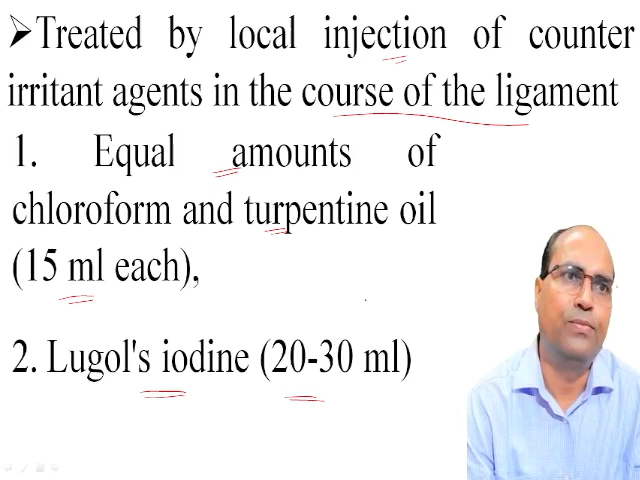 ➢Treated by local injection of counter
irritant agents in the course of the ligament
1. Equal amounts of
chloroform and turpentine oil
(15 ml each),
2. Lugol's iodine (20-30 ml)